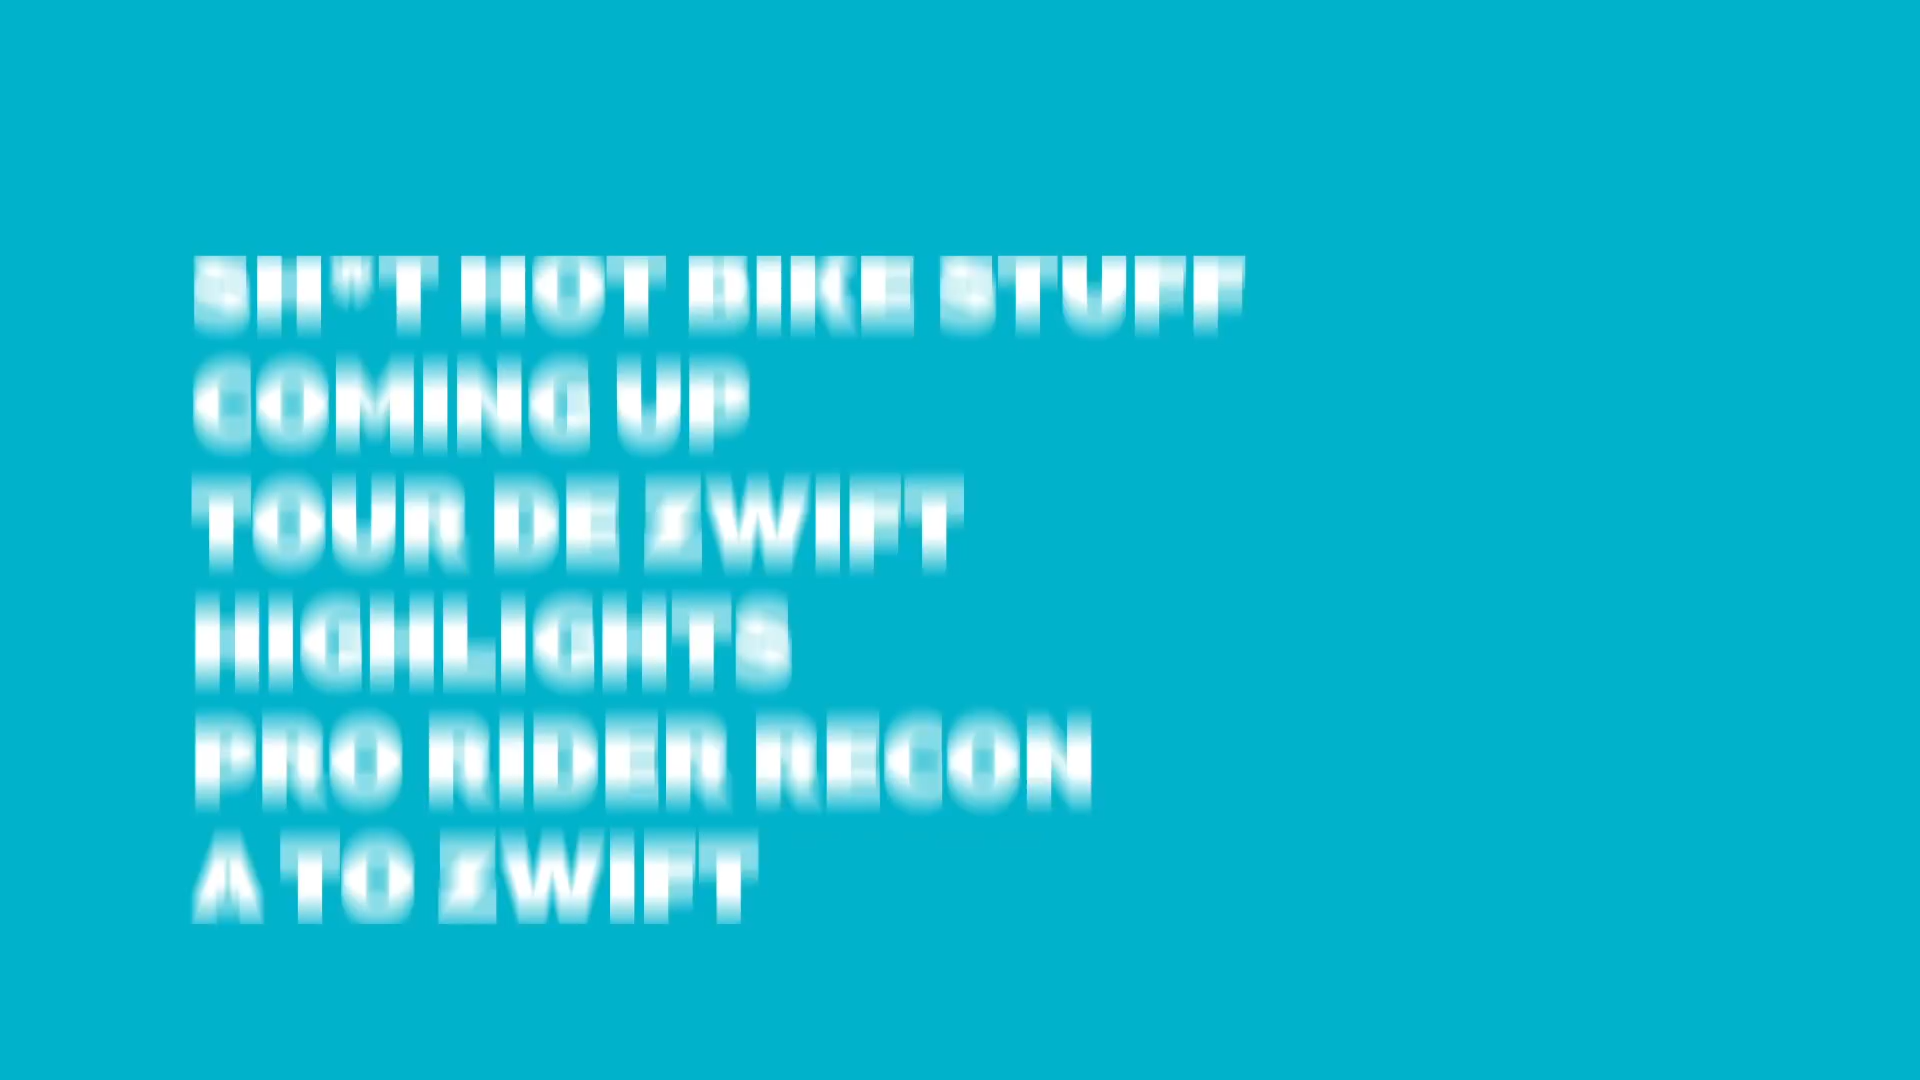 SH*T HOT BIKE STUFF
COMING UP
TOUR DE ZWIFT
HIGHLIGHTS
PRO RIDER RECON
A TO ZWIFT